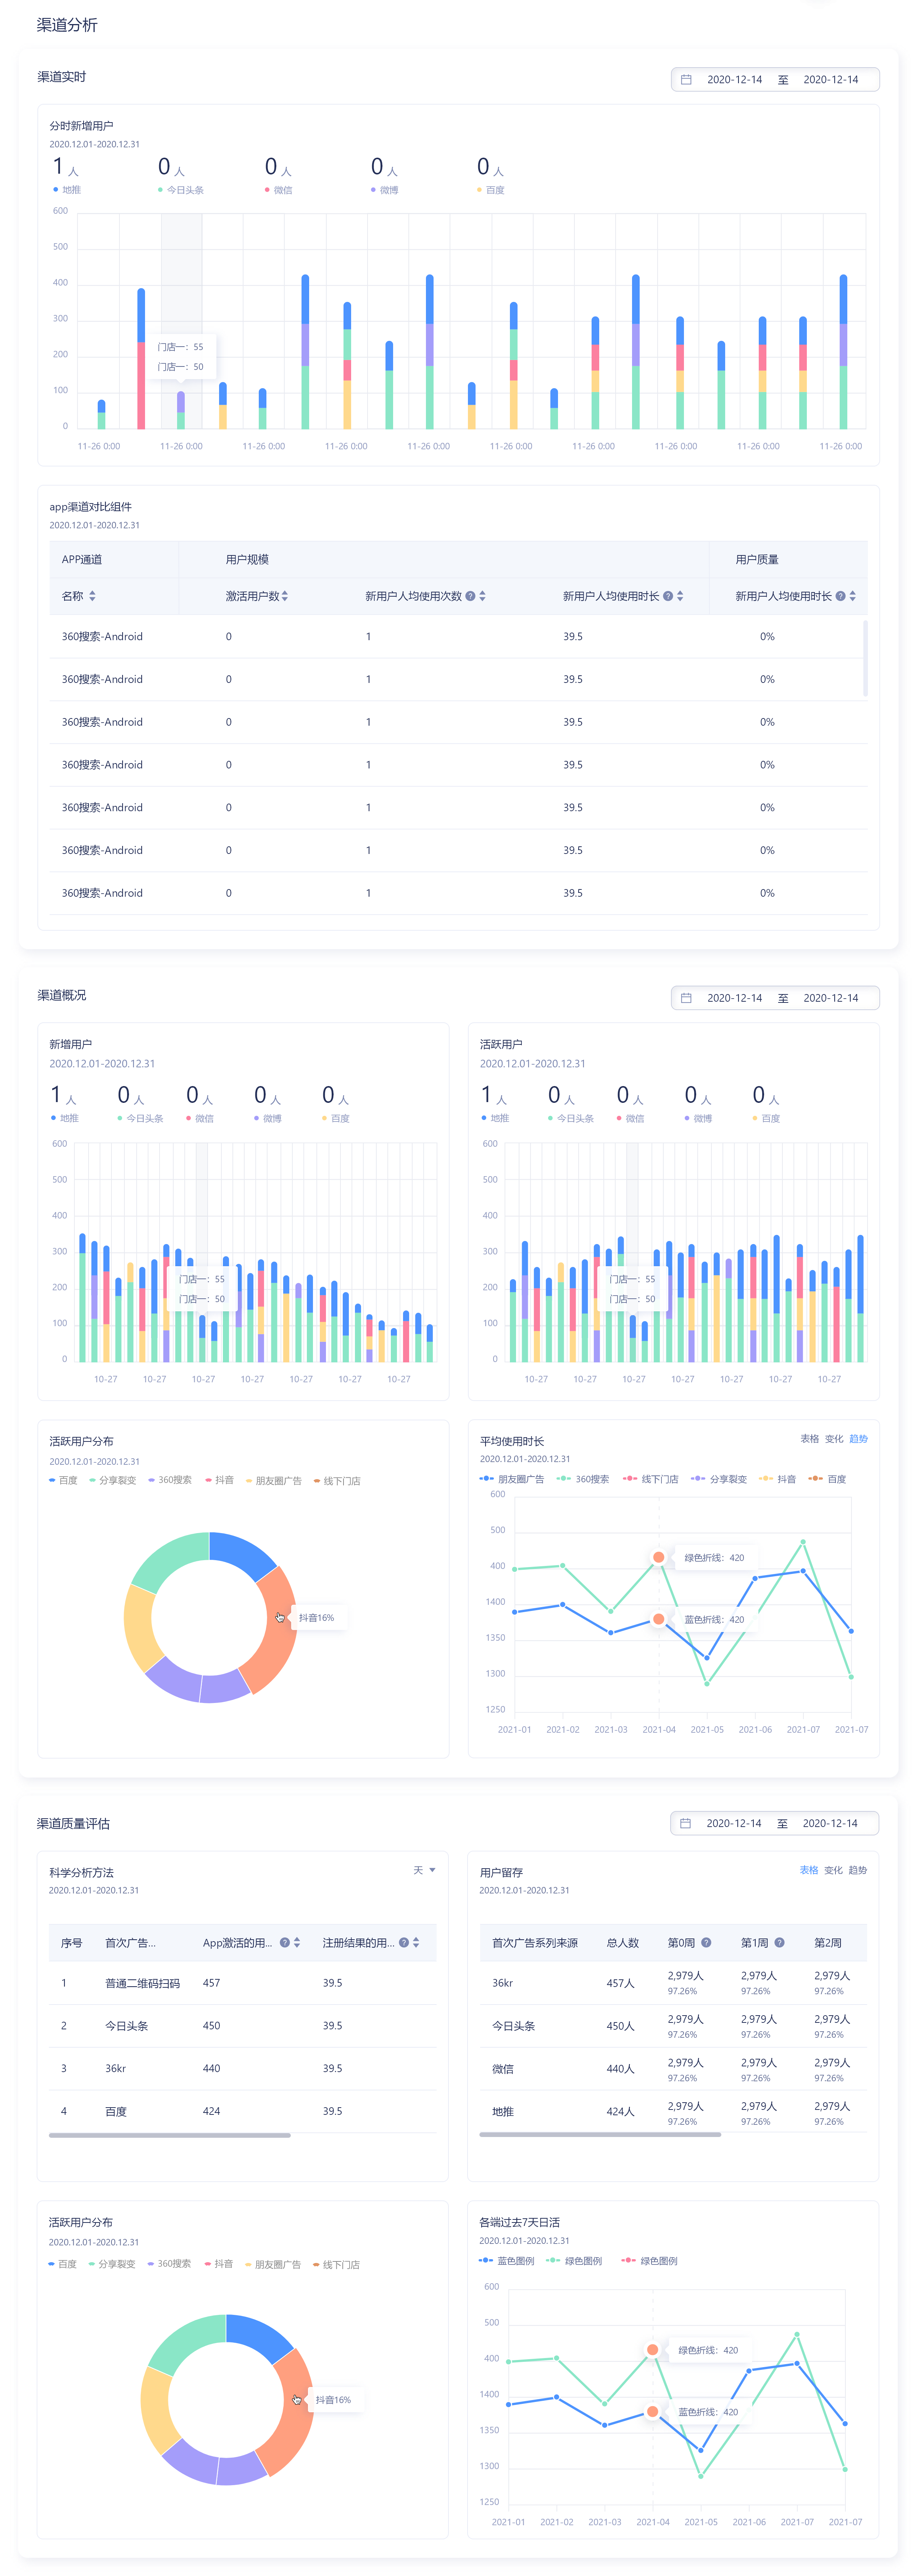 渠道分析
渠道实时
2020-12-14 至 2020-12-14
分时新增用户
2020.12.01-2020.12.31
1 人 0 人 0 人 0 人 0 人
地推 今日头条 微信 微博 百度
600
500
400
300
200
100
0
门店一：55
门店一：50
11-26 0:00 11-26 0:00 11-26 0:00 11-26 0:00 11-26 0:00 11-26 0:00 11-26 0:00 11-26 0:00 11-26 0:00 11-26 0:00
app渠道对比组件
2020.12.01-2020.12.31
APP通道 用户规模 用户质量
名称 激活用户数 新用户人均使用次数 ? 新用户人均使用时长 ? 新用户人均使用时长 ?
360搜索-Android 0 1 39.5 0%
360搜索-Android 0 1 39.5 0%
360搜索-Android 0 1 39.5 0%
360搜索-Android 0 1 39.5 0%
360搜索-Android 0 1 39.5 0%
360搜索-Android 0 1 39.5 0%
360搜索-Android 0 1 39.5 0%
渠道概况
2020-12-14 至 2020-12-14
新增用户
2020.12.01-2020.12.31
1 人 0 人 0 人 0 人 0 人
地推 今日头条 微信 微博 百度
600
500
400
300
200
100
0
门店一：55
门店一：50
10-27 10-27 10-27 10-27 10-27 10-27 10-27
活跃用户
2020.12.01-2020.12.31
1 人 0 人 0 人 0 人 0 人
地推 今日头条 微信 微博 百度
600
500
400
300
200
100
0
门店一：55
门店一：50
10-27 10-27 10-27 10-27 10-27 10-27 10-27
活跃用户分布
2020.12.01-2020.12.31
百度 分享裂变 360搜索 抖音 朋友圈广告 线下门店
抖音16%
平均使用时长
表格 变化 趋势
2020.12.01-2020.12.31
朋友圈广告 360搜索 线下门店 分享裂变 抖音 百度
600
500
400
1400
1350
1300
1250
绿色折线：420
蓝色折线：420
2021-01 2021-02 2021-03 2021-04 2021-05 2021-06 2021-07 2021-07
渠道质量评估
2020-12-14 至 2020-12-14
科学分析方法
天
2020.12.01-2020.12.31
序号 首次广告... App激活的用... ? 注册结果的用... ?
1 普通二维码扫码 457 39.5
2 今日头条 450 39.5
3 36kr 440 39.5
4 百度 424 39.5
用户留存
表格 变化 趋势
2020.12.01-2020.12.31
首次广告系列来源 总人数 第0周 ? 第1周 ? 第2周
36kr 457人 2,979人 2,979人 2,979人
97.26% 97.26% 97.26%
今日头条 450人 2,979人 2,979人 2,979人
97.26% 97.26% 97.26%
微信 440人 2,979人 2,979人 2,979人
97.26% 97.26% 97.26%
地推 424人 2,979人 2,979人 2,979人
97.26% 97.26% 97.26%
活跃用户分布
2020.12.01-2020.12.31
百度 分享裂变 360搜索 抖音 朋友圈广告 线下门店
抖音16%
各端过去7天日活
2020.12.01-2020.12.31
蓝色图例 绿色图例 绿色图例
600
500
400
1400
1350
1300
1250
绿色折线：420
蓝色折线：420
2021-01 2021-02 2021-03 2021-04 2021-05 2021-06 2021-07 2021-07